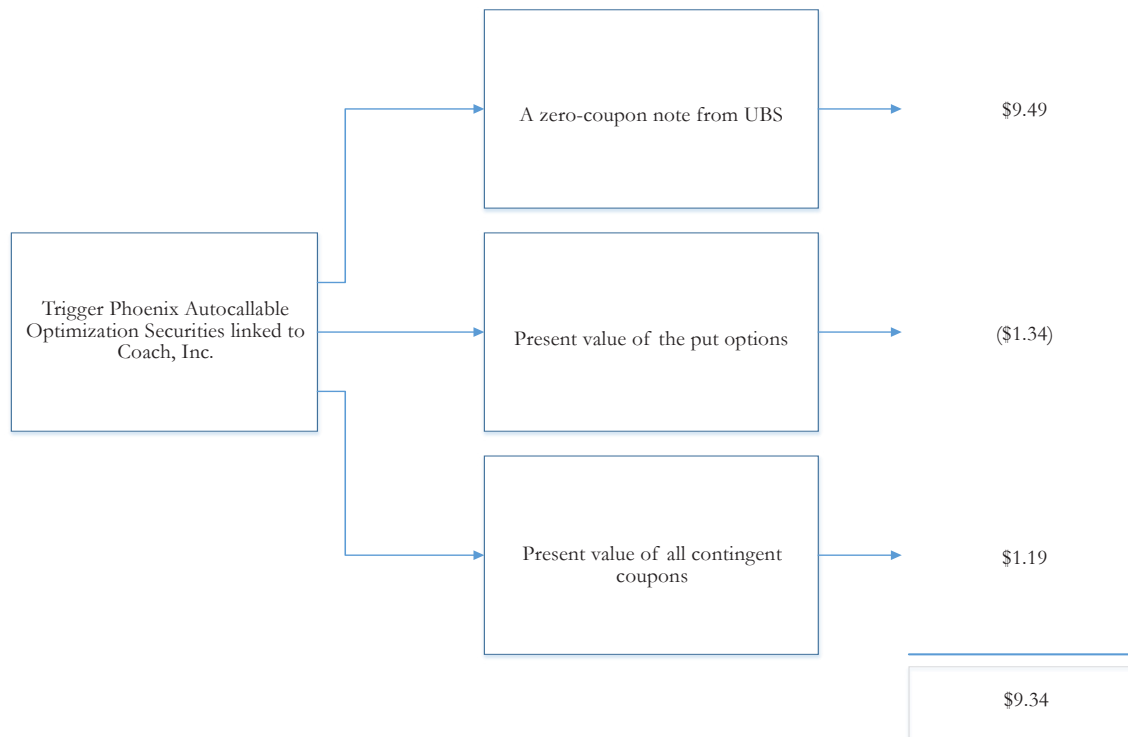 A zero-coupon note from UBS
$9.49
Trigger Phoenix Autocallable
Optimization Securities linked to
Coach, Inc.
Present value of the put options
($1.34)
Present value of all contingent
coupons
$1.19
$9.34